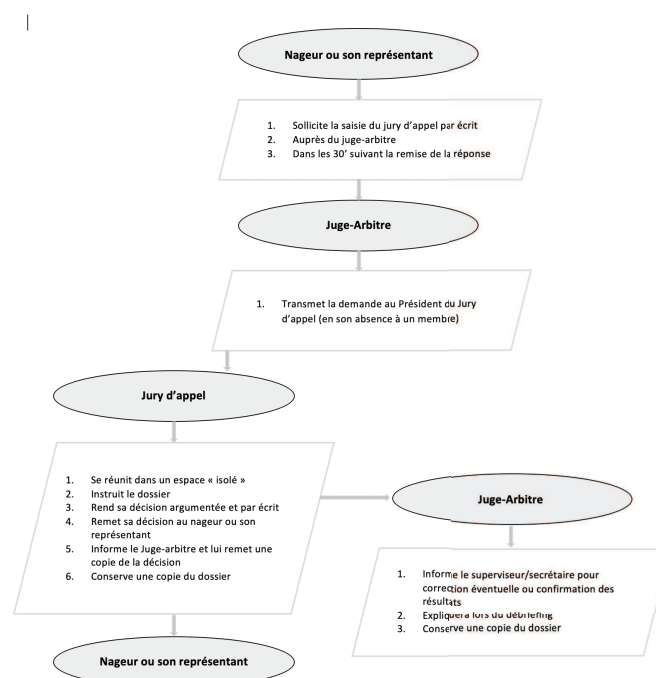 Nageur ou son représentant
1. Sollicite la saisie du jury d'appel par écrit
2. Auprès du juge-arbitre
3. Dans les 30' suivant la remise de la réponse
Juge-Arbitre
1. Transmet la demande au Président du Jury
d'appel (en son absence à un membre)
Jury d'appel
1. Se réunit dans un espace « isolé »
2. Instruit le dossier
3. Rend sa décision argumentée et par écrit
4. Remet sa décision au nageur ou son
représentant
5. Informe le Juge-arbitre et lui remet une
copie de la décision
6. Conserve une copie du dossier
Juge-Arbitre
1. Informe le superviseur/secrétaire pour
correction éventuelle ou confirmation des
résultats
2. Expliquera lors du débriefing
3. Conserve une copie du dossier
Nageur ou son représentant